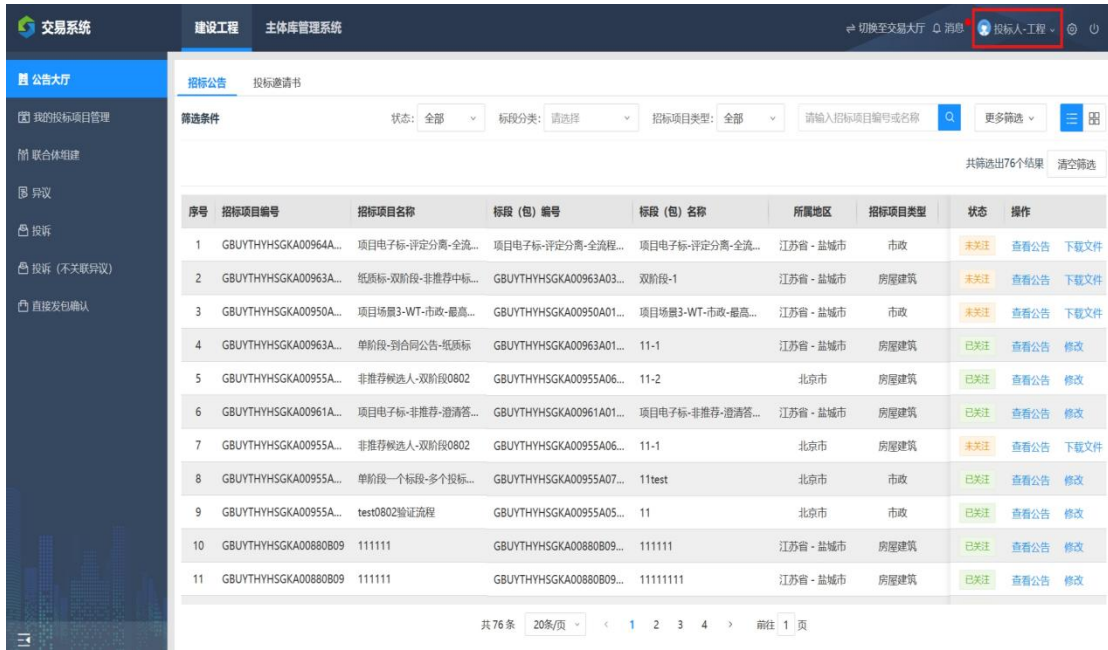 交易系统 建设工程 主体库管理系统 切换至交易大厅 消息 投标人-工程
公告大厅
我的投标项目管理
联合体组建
异议
投诉
投诉（不关联异议）
直接发包确认
招标公告 投标邀请书
筛选条件 状态: 全部 标段分类: 请选择 招标项目类型: 全部 请输入招标项目编号或名称 更多筛选
共筛选出76个结果 清空筛选
序号 招标项目编号 招标项目名称 标段（包）编号 标段（包）名称 所属地区 招标项目类型 状态 操作
1 GBUYTHYHSGKA00964A... 项目电子标-评定分离-全流... 项目电子标-评定分离-全流程... 项目电子标-评定分离-全流... 江苏省 - 盐城市 市政 未关注 查看公告 下载文件
2 GBUYTHYHSGKA00963A... 纸质标-双阶段-非推荐中标... GBUYTHYHSGKA00963A03... 双阶段-1 江苏省 - 盐城市 房屋建筑 未关注 查看公告 下载文件
3 GBUYTHYHSGKA00950A... 项目场景3-WT-市政-最高... GBUYTHYHSGKA00950A01... 项目场景3-WT-市政-最高... 江苏省 - 盐城市 市政 未关注 查看公告 下载文件
4 GBUYTHYHSGKA00963A... 单阶段-到合同公告-纸质标 GBUYTHYHSGKA00963A01... 11-1 江苏省 - 盐城市 房屋建筑 已关注 查看公告 修改
5 GBUYTHYHSGKA00955A... 非推荐候选人-双阶段0802 GBUYTHYHSGKA00955A06... 11-2 北京市 房屋建筑 已关注 查看公告 修改
6 GBUYTHYHSGKA00961A... 项目电子标-非推荐-澄清答... GBUYTHYHSGKA00961A01... 项目电子标-非推荐-澄清答... 江苏省 - 盐城市 房屋建筑 已关注 查看公告 修改
7 GBUYTHYHSGKA00955A... 非推荐候选人-双阶段0802 GBUYTHYHSGKA00955A06... 11-1 北京市 房屋建筑 未关注 查看公告 下载文件
8 GBUYTHYHSGKA00955A... 单阶段一个标段-多个投标... GBUYTHYHSGKA00955A07... 11test 北京市 市政 已关注 查看公告 修改
9 GBUYTHYHSGKA00955A... test0802验证流程 GBUYTHYHSGKA00955A05... 11 北京市 市政 已关注 查看公告 修改
10 GBUYTHYHSGKA00880B09 111111 GBUYTHYHSGKA00880B09... 111111 江苏省 - 盐城市 房屋建筑 已关注 查看公告 修改
11 GBUYTHYHSGKA00880B09 111111 GBUYTHYHSGKA00880B09... 11111111 江苏省 - 盐城市 房屋建筑 已关注 查看公告 修改
共 76 条 20条/页 < 1 2 3 4 > 前往 1 页